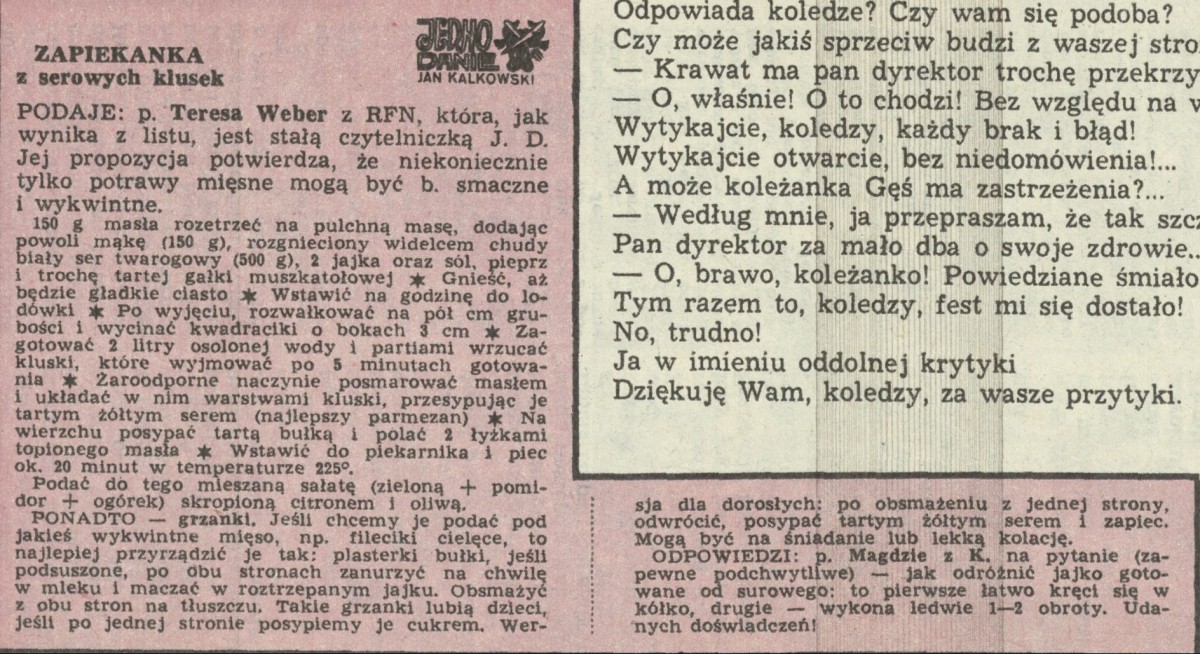 ZAPIEKANKA
z serowych klusek
JEDNO
DANIE
JAN KALKOWSKI
PODAJE: p. Teresa Weber z RFN, która, jak
wynika z listu, jest stałą czytelniczką J. D.
Jej propozycja potwierdza, że niekoniecznie
tylko potrawy mięsne mogą być b. smaczne
i wykwintne.
150 g masła rozetrzeć na pulchną masę, dodając
powoli mąkę (150 g), rozgnieciony widelcem chudy
biały ser twarogowy (500 g), 2 jajka oraz sól, pieprz
i trochę tartej gałki muszkatołowej ✱ Gnieść, aż
będzie gładkie ciasto ✱ Wstawić na godzinę do lo-
dówki ✱ Po wyjęciu, rozwałkować na pół cm gru-
bości i wycinać kwadraciki o bokach 3 cm ✱ Za-
gotować 2 litry osolonej wody i partiami wrzucać
kluski, które wyjmować po 5 minutach gotowa-
nia ✱ Żaroodporne naczynie posmarować masłem
i układać w nim warstwami kluski, przesypując je
tartym żółtym serem (najlepszy parmezan) ✱ Na
wierzchu posypać tartą bułką i polać 2 łyżkami
topionego masła ✱ Wstawić do piekarnika i piec
ok. 20 minut w temperaturze 225°.
Podać do tego mieszaną sałatę (zieloną + pomi-
dor + ogórek) skropioną citronem i oliwą.
PONADTO — grzanki. Jeśli chcemy je podać pod
jakieś wykwintne mięso, np. fileciki cielęce, to
najlepiej przyrządzić je tak: plasterki bułki, jeśli
podsuszone, po obu stronach zanurzyć na chwilę
w mleku i maczać w roztrzepanym jajku. Obsmażyć
z obu stron na tłuszczu. Takie grzanki lubią dzieci,
jeśli po jednej stronie posypiemy je cukrem. Wer-
sja dla dorosłych: po obsmażeniu z jednej strony,
odwrócić, posypać tartym żółtym serem i zapiec.
Mogą być na śniadanie lub lekką kolację.
ODPOWIEDZI: p. Magdzie z K. na pytanie (za-
pewne podchwytliwe) — jak odróżnić jajko goto-
wane od surowego: to pierwsze łatwo kręci się w
kółko, drugie — wykona ledwie 1—2 obroty. Uda-
nych doświadczeń!
Odpowiada koledze? Czy wam się podoba?
Czy może jakiś sprzeciw budzi z waszej stro
— Krawat ma pan dyrektor trochę przekrzy
— O, właśnie! O to chodzi! Bez względu na w
Wytykajcie, koledzy, każdy brak i błąd!
Wytykajcie otwarcie, bez niedomówienia!...
A może koleżanka Gęś ma zastrzeżenia?...
— Według mnie, ja przepraszam, że tak szcz
Pan dyrektor za mało dba o swoje zdrowie..
— O, brawo, koleżanko! Powiedziane śmiało
Tym razem to, koledzy, fest mi się dostało!
No, trudno!
Ja w imieniu oddolnej krytyki
Dziękuję Wam, koledzy, za wasze przytyki.